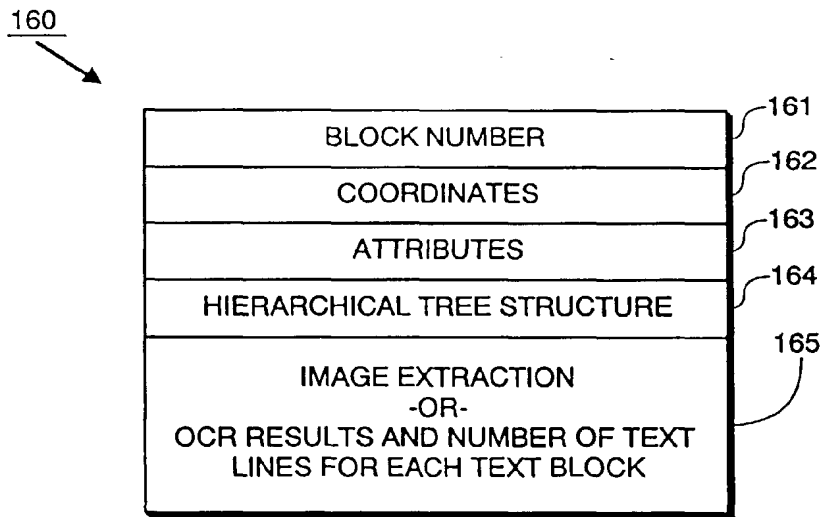 160
BLOCK NUMBER
161
COORDINATES
162
ATTRIBUTES
163
HIERARCHICAL TREE STRUCTURE
164
IMAGE EXTRACTION
-OR-
OCR RESULTS AND NUMBER OF TEXT
LINES FOR EACH TEXT BLOCK
165